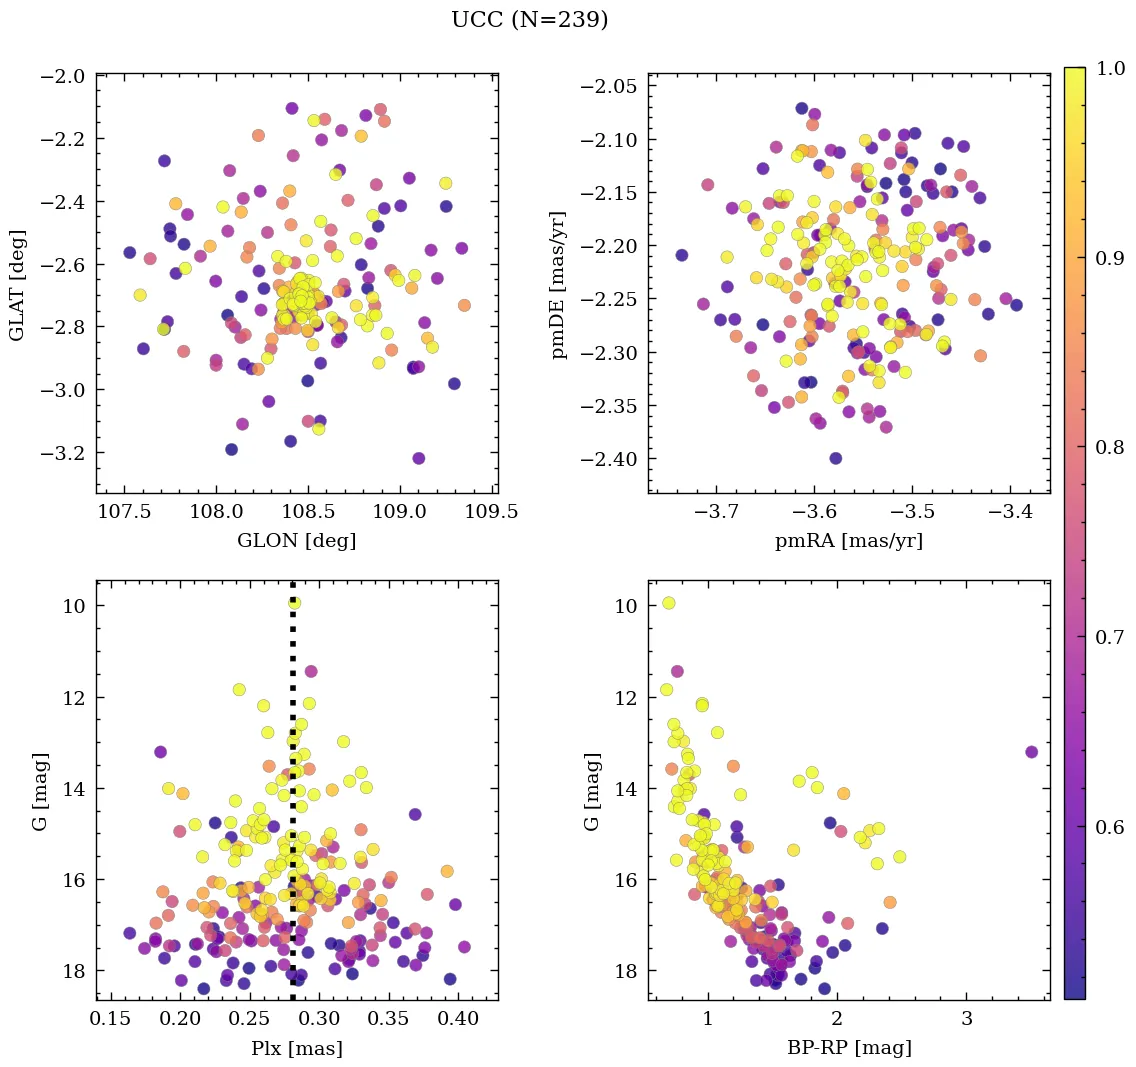 UCC (N=239)
−2.0
−2.2
−2.4
−2.6
−2.8
−3.0
−3.2
GLAT [deg]
107.5 108.0 108.5 109.0 109.5
GLON [deg]
−2.05
−2.10
−2.15
−2.20
−2.25
−2.30
−2.35
−2.40
pmDE [mas/yr]
−3.7 −3.6 −3.5 −3.4
pmRA [mas/yr]
10
12
14
16
18
G [mag]
0.15 0.20 0.25 0.30 0.35 0.40
Plx [mas]
10
12
14
16
18
G [mag]
1 2 3
BP-RP [mag]
1.0
0.9
0.8
0.7
0.6